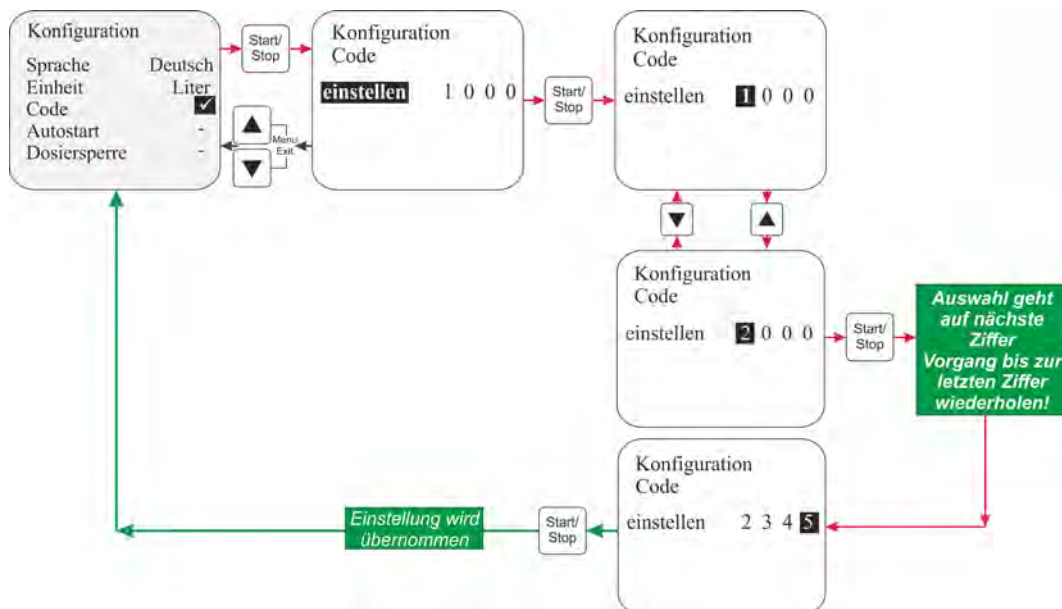 Konfiguration
Sprache Deutsch
Einheit Liter
Code
Autostart -
Dosiersperre -
Start/
Stop
Menu/
Exit
Konfiguration
Code
einstellen 1 0 0 0
Start/
Stop
Konfiguration
Code
einstellen 1 0 0 0
Konfiguration
Code
einstellen 2 0 0 0
Start/
Stop
Auswahl geht
auf nächste
Ziffer
Vorgang bis zur
letzten Ziffer
wiederholen!
Konfiguration
Code
einstellen 2 3 4 5
Start/
Stop
Einstellung wird
übernommen